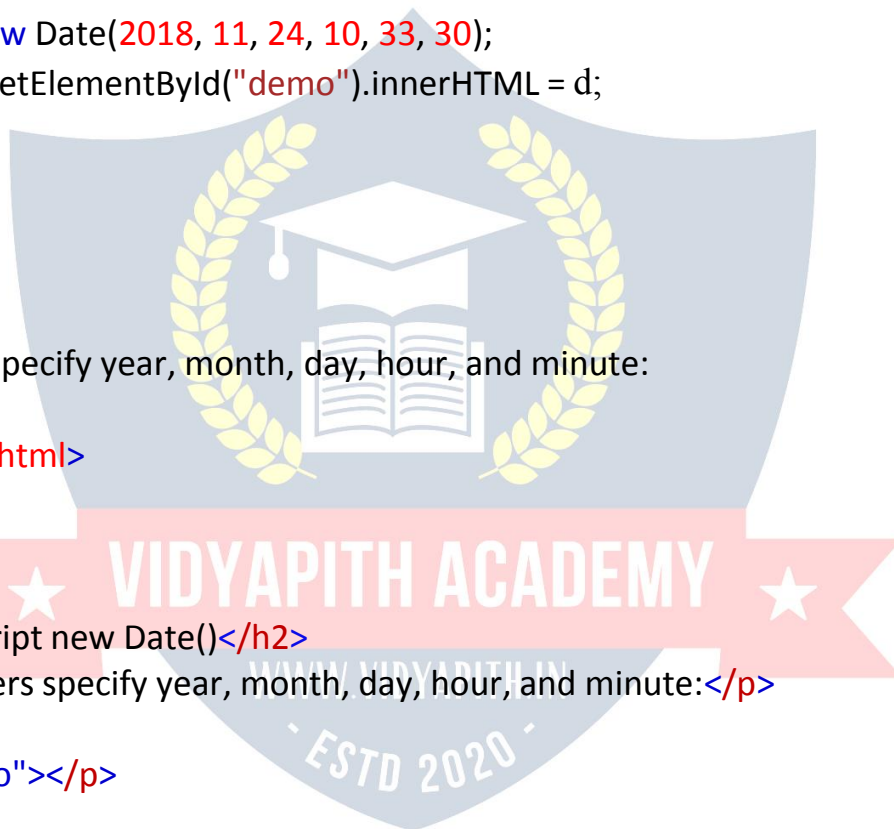 w Date(2018, 11, 24, 10, 33, 30);
etElementById("demo").innerHTML = d;
pecify year, month, day, hour, and minute:
html>
VIDYAPITH ACADEMY
ript new Date()</h2>
WWW.VIDYAPITH.IN
ers specify year, month, day, hour, and minute:</p>
- ESTD 2020 -
o"></p>